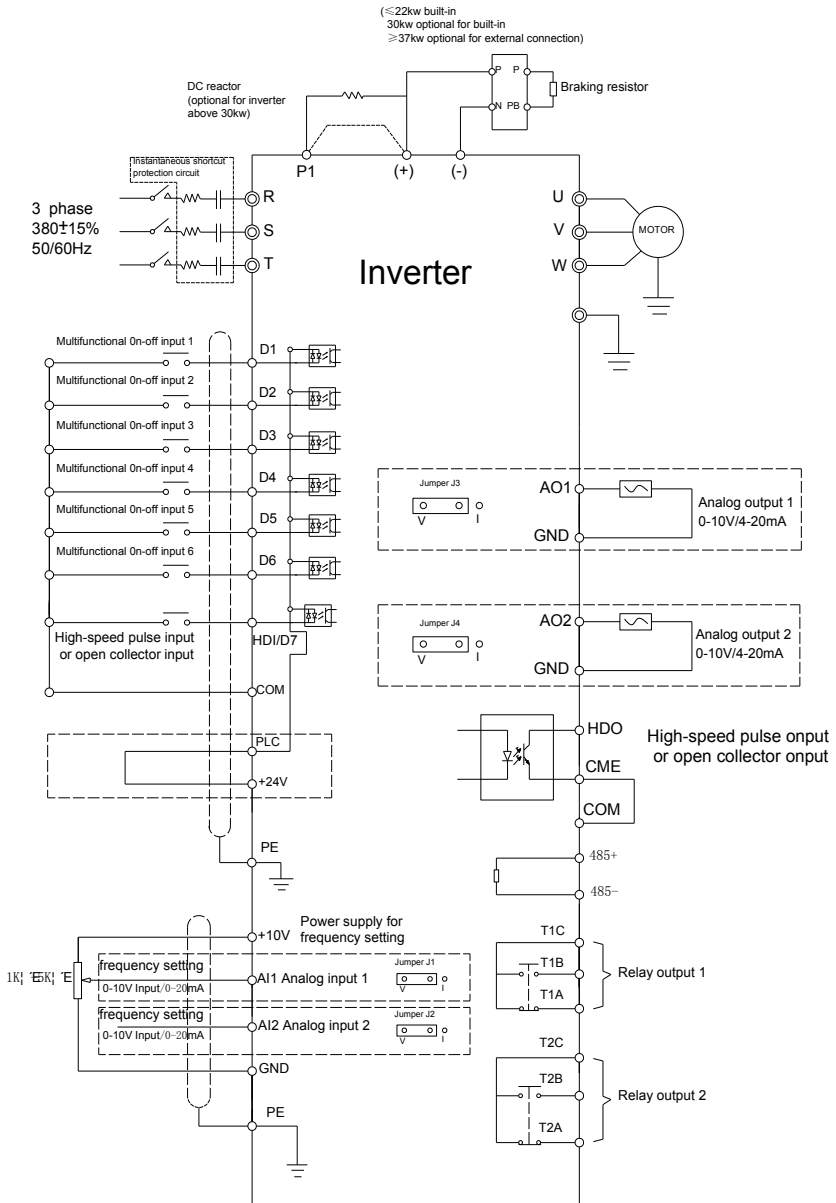 (≤22kw built-in
30kw optional for built-in
≥37kw optional for external connection)
DC reactor
(optional for inverter
above 30kw)
P P
N PB
Braking resistor
P1 (+) (-)
Instantaneous shortcut
protection circuit
3 phase
380±15%
50/60Hz
R
S
T
Inverter
U
V
W
MOTOR
Multifunctional 0n-off input 1
D1
Multifunctional 0n-off input 2
D2
Multifunctional 0n-off input 3
D3
Multifunctional 0n-off input 4
D4
Multifunctional 0n-off input 5
D5
Multifunctional 0n-off input 6
D6
High-speed pulse input
or open collector input
HDI/D7
COM
PLC
+24V
PE
Jumper J3
V I
AO1
GND
Analog output 1
0-10V/4-20mA
Jumper J4
V I
AO2
GND
Analog output 2
0-10V/4-20mA
HDO
CME
COM
High-speed pulse onput
or open collector onput
485+
485-
+10V
Power supply for
frequency setting
frequency setting
0-10V Input/0-20mA
AI1 Analog input 1
Jumper J1
V I
frequency setting
0-10V Input/0-20mA
AI2 Analog input 2
Jumper J2
V I
GND
PE
T1C
T1B
T1A
Relay output 1
T2C
T2B
T2A
Relay output 2